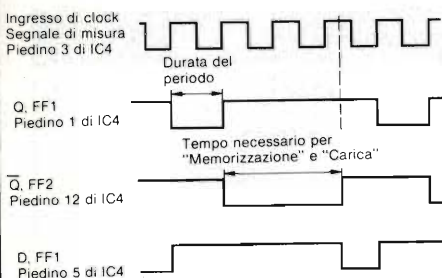 Ingresso di clock
Segnale di misura
Piedino 3 di IC4
Durata del
periodo
Q, FF1
Piedino 1 di IC4
Tempo necessario per
"Memorizzazione" e "Carica"
Q̅, FF2
Piedino 12 di IC4
D, FF1
Piedino 5 di IC4